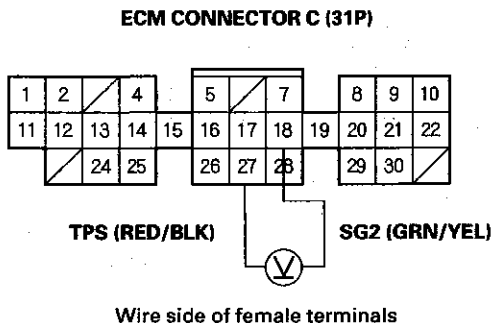 ECM CONNECTOR C (31P)
1 2 4 5 7 8 9 10
11 12 13 14 15 16 17 18 19 20 21 22
24 25 26 27 28 29 30
TPS (RED/BLK) SG2 (GRN/YEL)
V
Wire side of female terminals